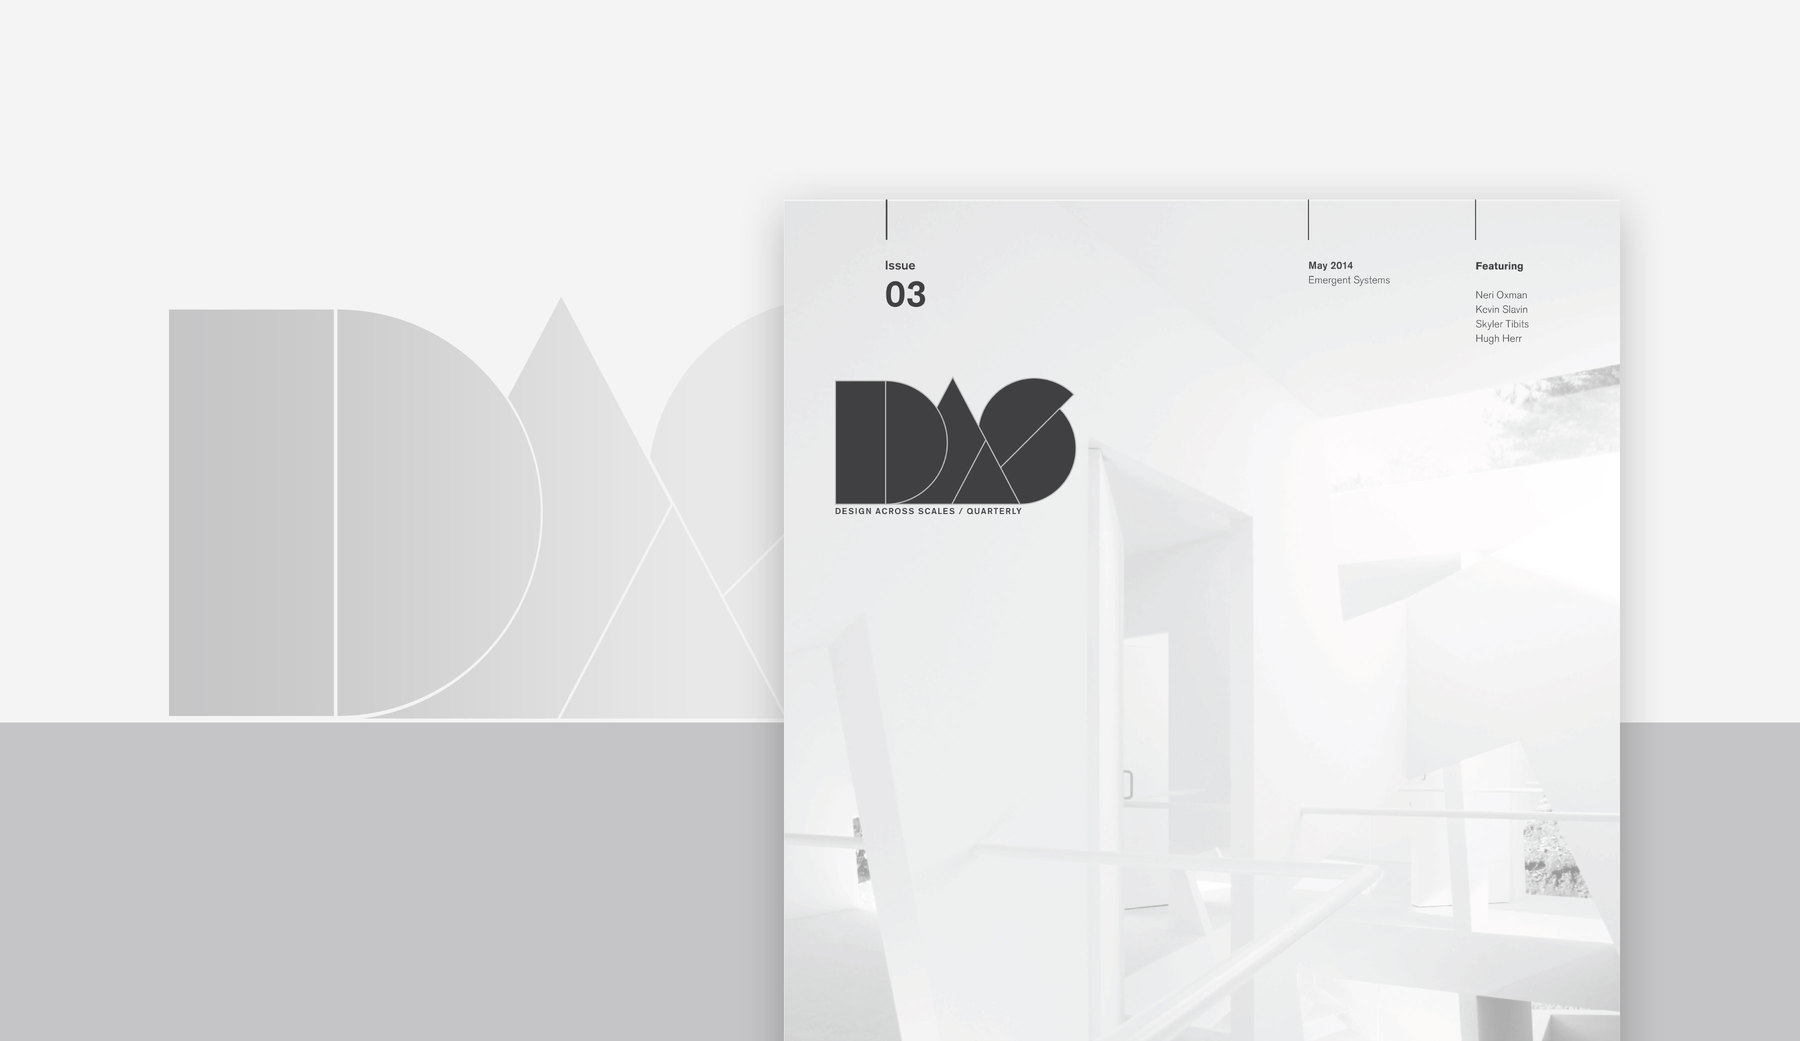 Issue
03
May 2014
Emergent Systems
Featuring
Neri Oxman
Kevin Slavin
Skyler Tibits
Hugh Herr
DAS
DESIGN ACROSS SCALES / QUARTERLY
DAS